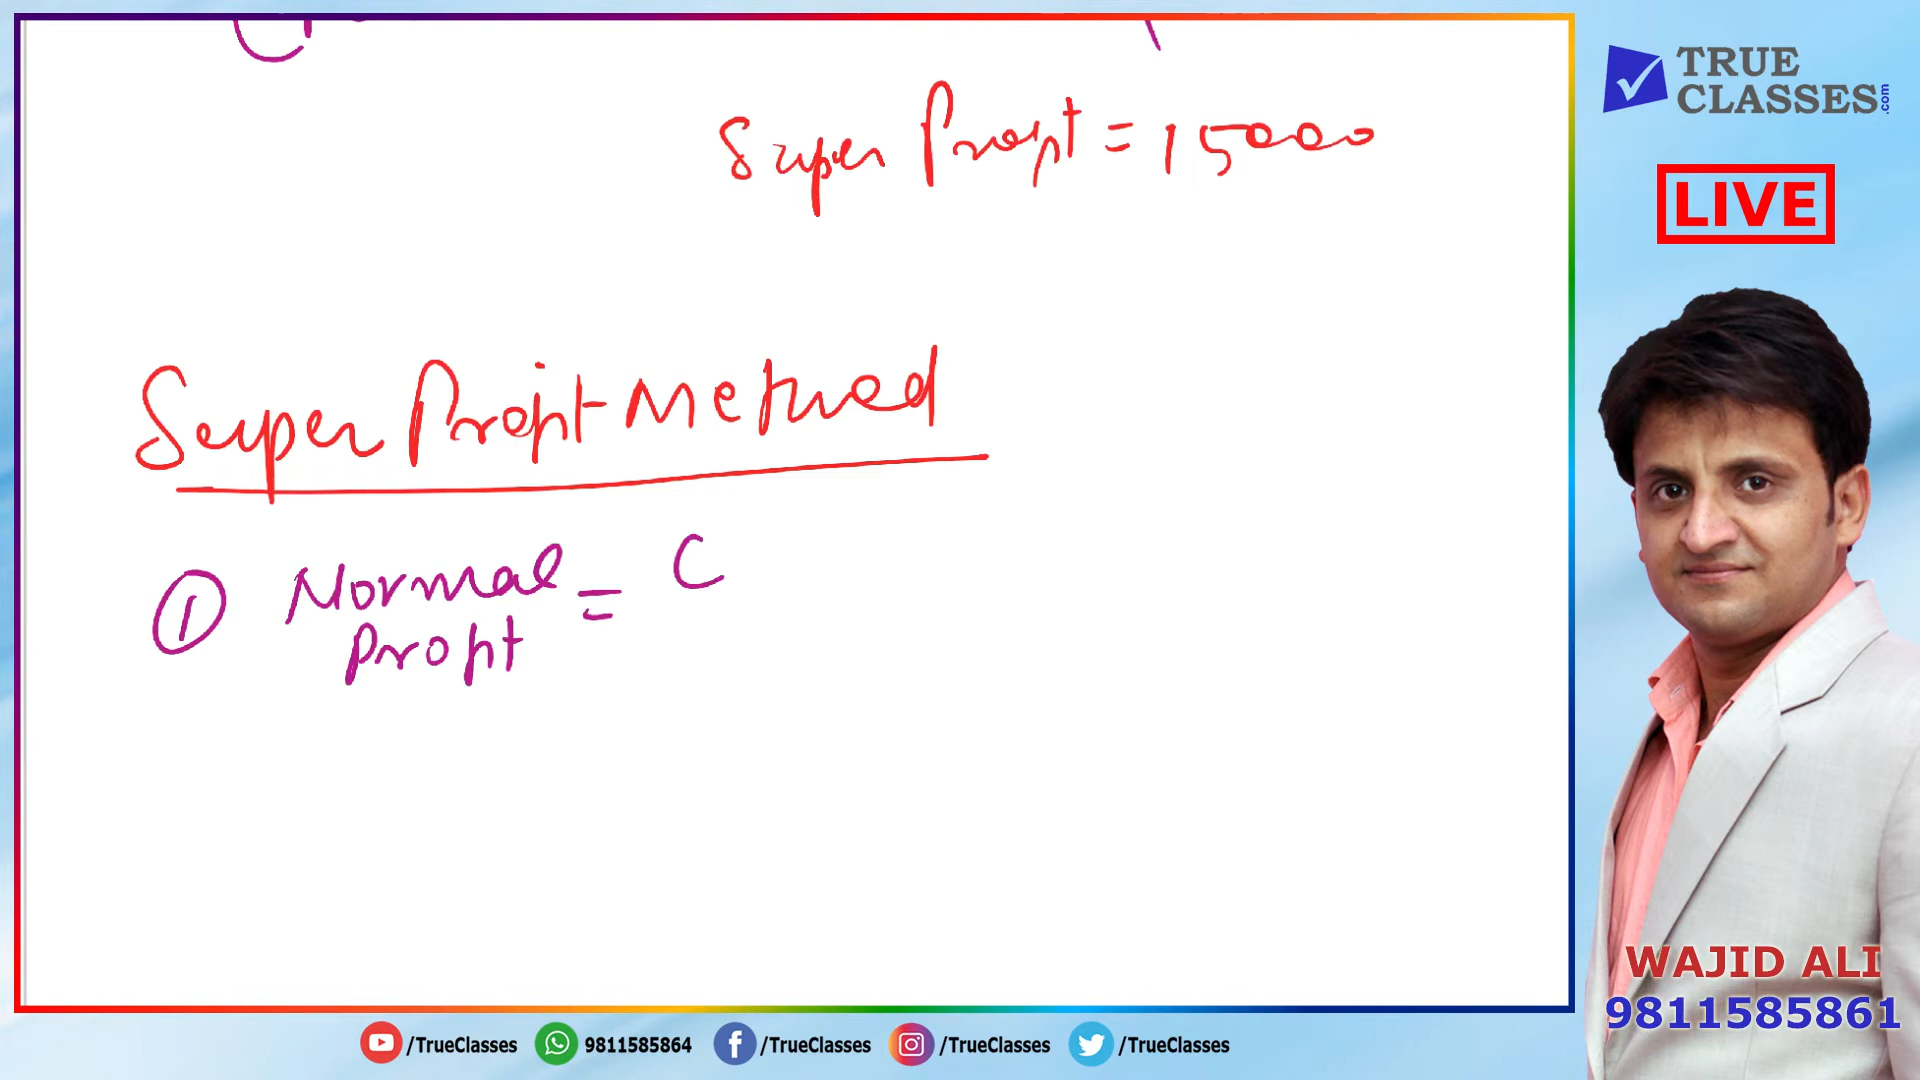 Super Profit = 15000
Super Profit Method
① Normal = C
Profit
TRUE
CLASSES.com
LIVE
WAJID ALI
9811585861
/TrueClasses 9811585864 /TrueClasses /TrueClasses /TrueClasses